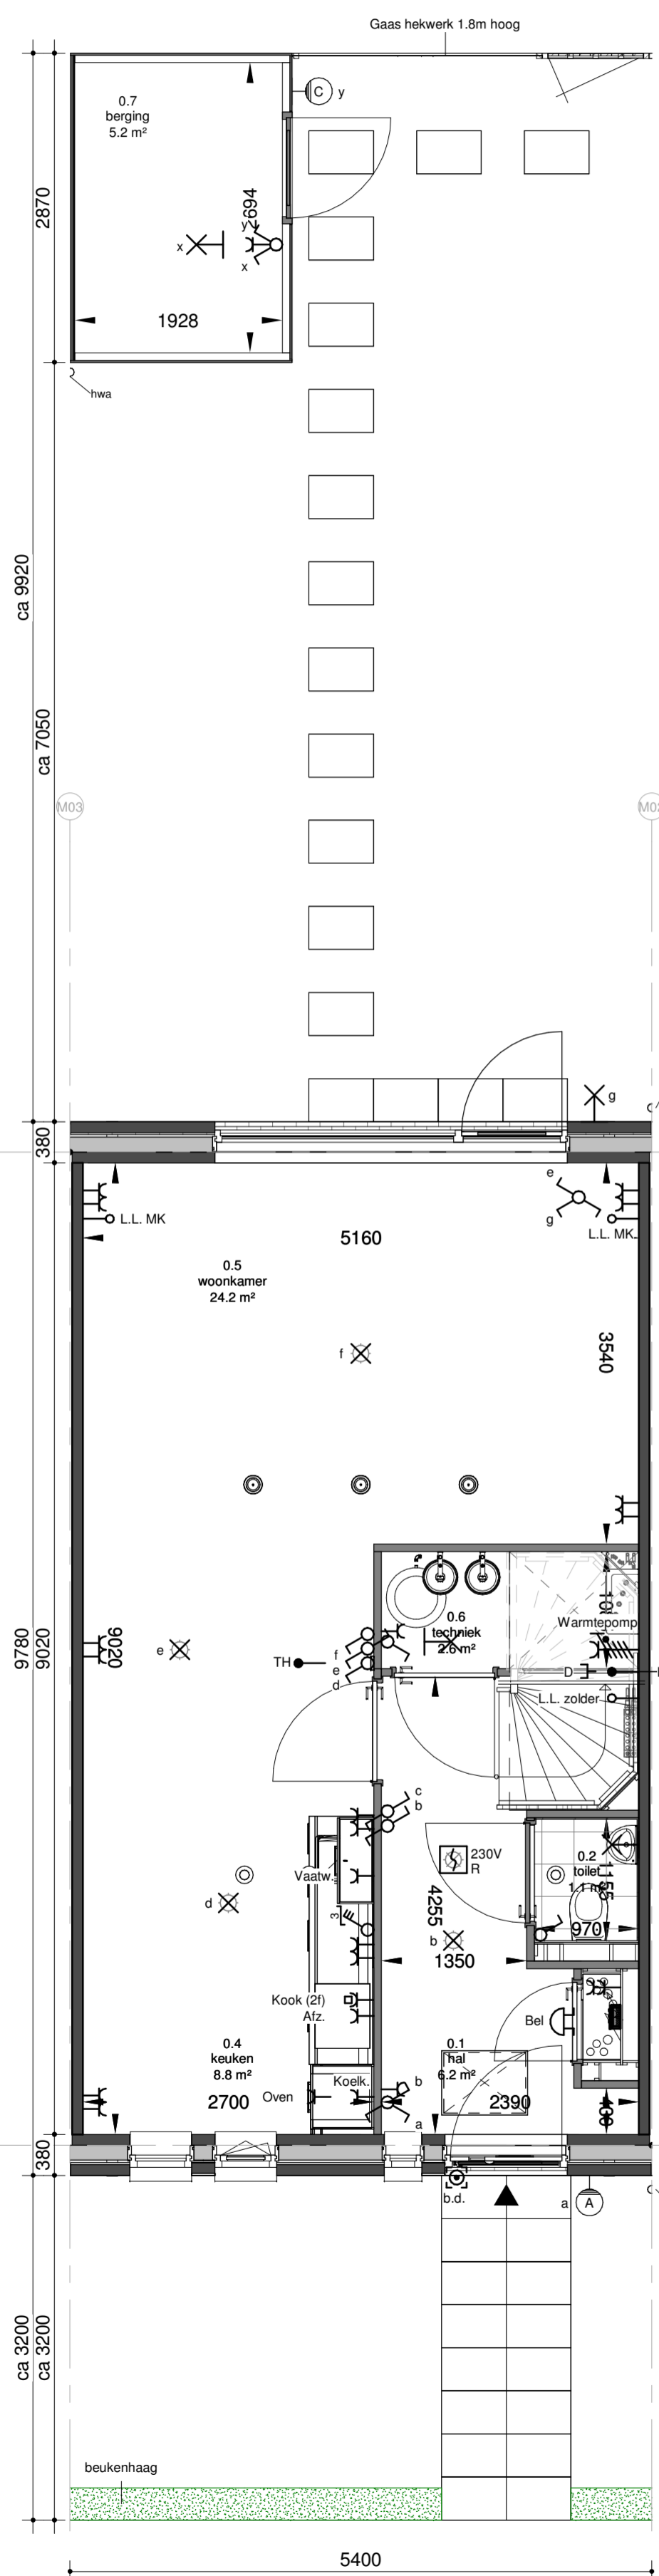 Gaas hekwerk 1.8m hoog
0.7
berging
5.2 m²
C
y
2870
2694
y
x
x
1928
hwa
ca 9920
ca 7050
M03
380
g
e
g
L.L. MK
L.L. MK
5160
0.5
woonkamer
24.2 m²
3540
f
0.6
techniek
2.6 m²
Warmtepomp
9780
9020
9020
e
TH
f
e
d
D
L.L. zolder
c
b
230V
R
Vaatw.
0.2
toilet
1.1 m²
1155
d
3
4255
970
b
1350
Kook (2f)
Afz.
Bel
0.4
keuken
8.8 m²
0.1
hal
6.2 m²
Koelk.
b
Oven
2700
2390
a
380
b.d.
a
A
ca 3200
ca 3200
beukenhaag
5400